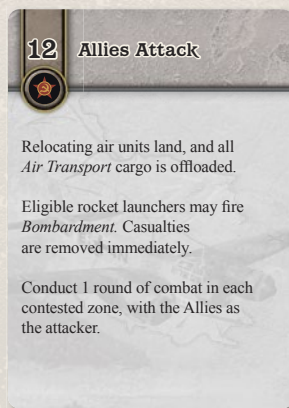 12 Allies Attack
Relocating air units land, and all
Air Transport cargo is offloaded.
Eligible rocket launchers may fire
Bombardment. Casualties
are removed immediately.
Conduct 1 round of combat in each
contested zone, with the Allies as
the attacker.